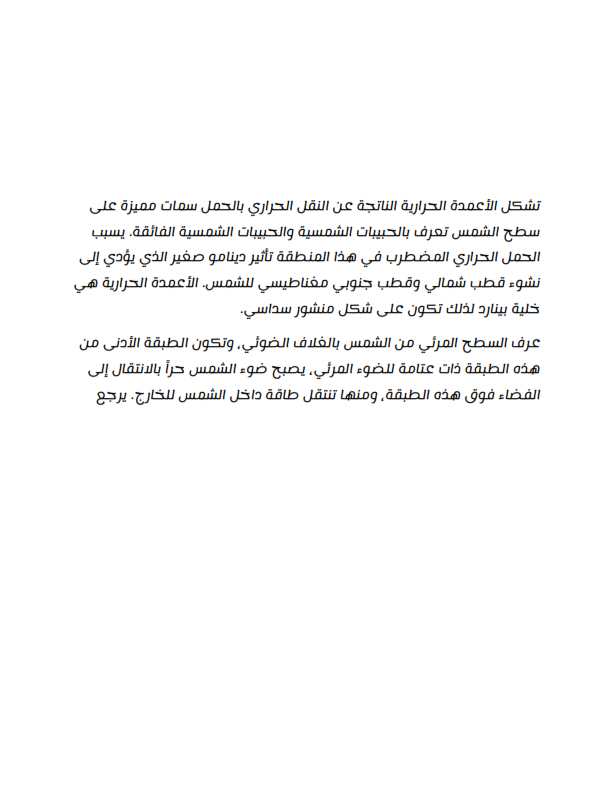 تشكل الأعمدة الحرارية الناتجة عن النقل الحراري بالحمل سمات مميزة على
سطح الشمس تعرف بالحبيبات الشمسية والحبيبات الشمسية الفائقة. يسبب
الحمل الحراري المضطرب في هذا المنطقة تأثير دينامو صغير الذي يؤدي إلى
نشوء قطب شمالي وقطب جنوبي مغناطيسي للشمس. الأعمدة الحرارية هي
خلية بينارد لذلك تكون على شكل منشور سداسي.
عرف السطح المرئي من الشمس بالغلاف الضوئي، وتكون الطبقة الأدنى من
هذه الطبقة ذات عتامة للضوء المرئي، يصبح ضوء الشمس حراً بالانتقال إلى
الفضاء فوق هذه الطبقة، ومنها تنتقل طاقة داخل الشمس للخارج. يرجع